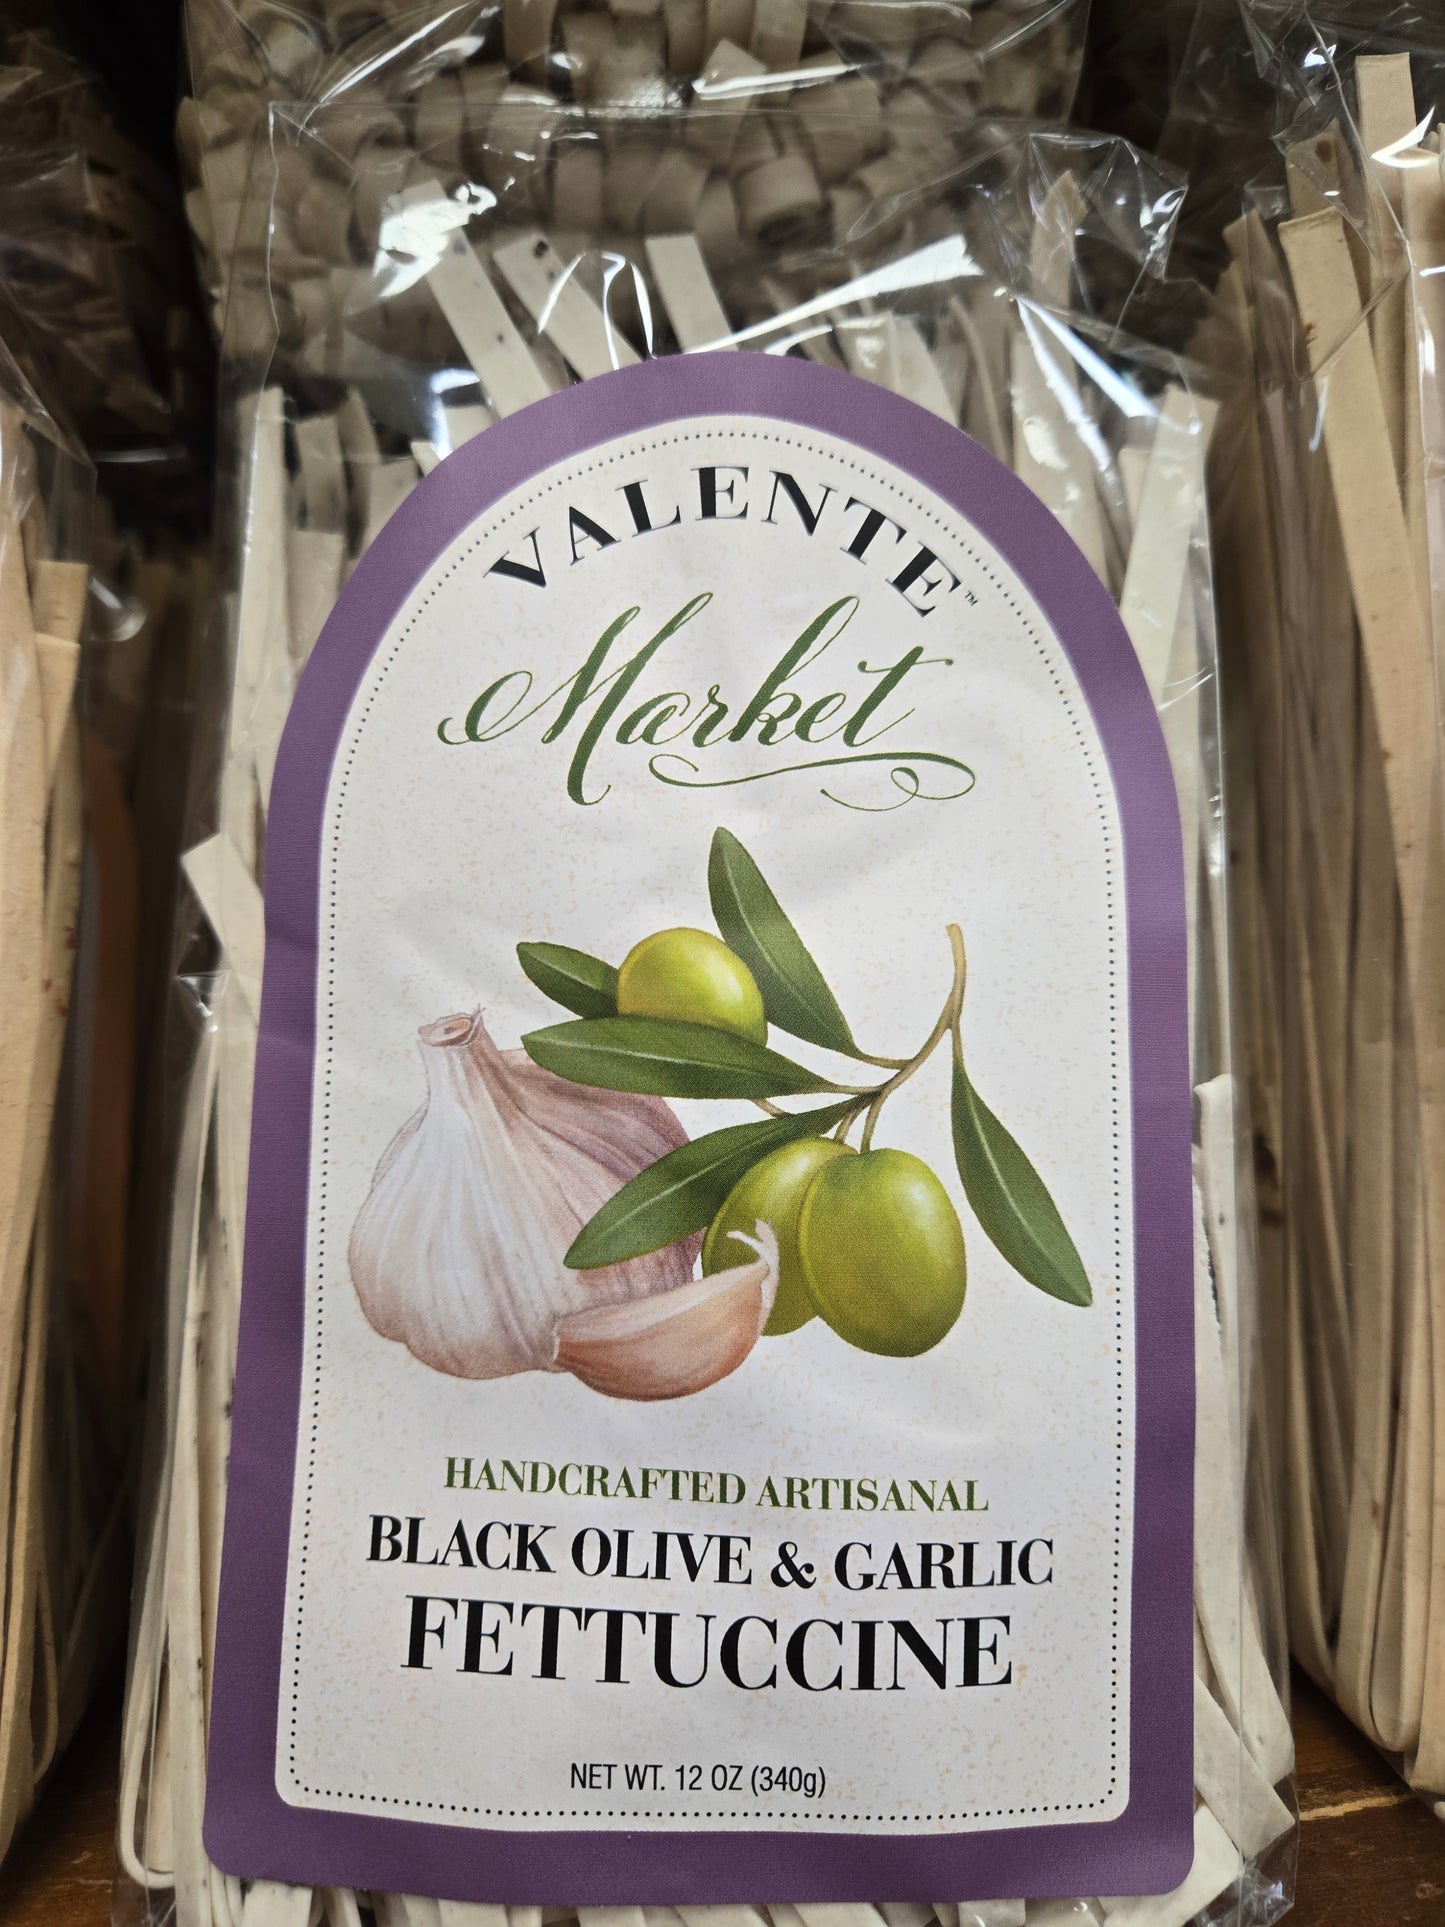 VALENTE™
Market
HANDCRAFTED ARTISANAL
BLACK OLIVE & GARLIC
FETTUCCINE
NET WT. 12 OZ (340g)